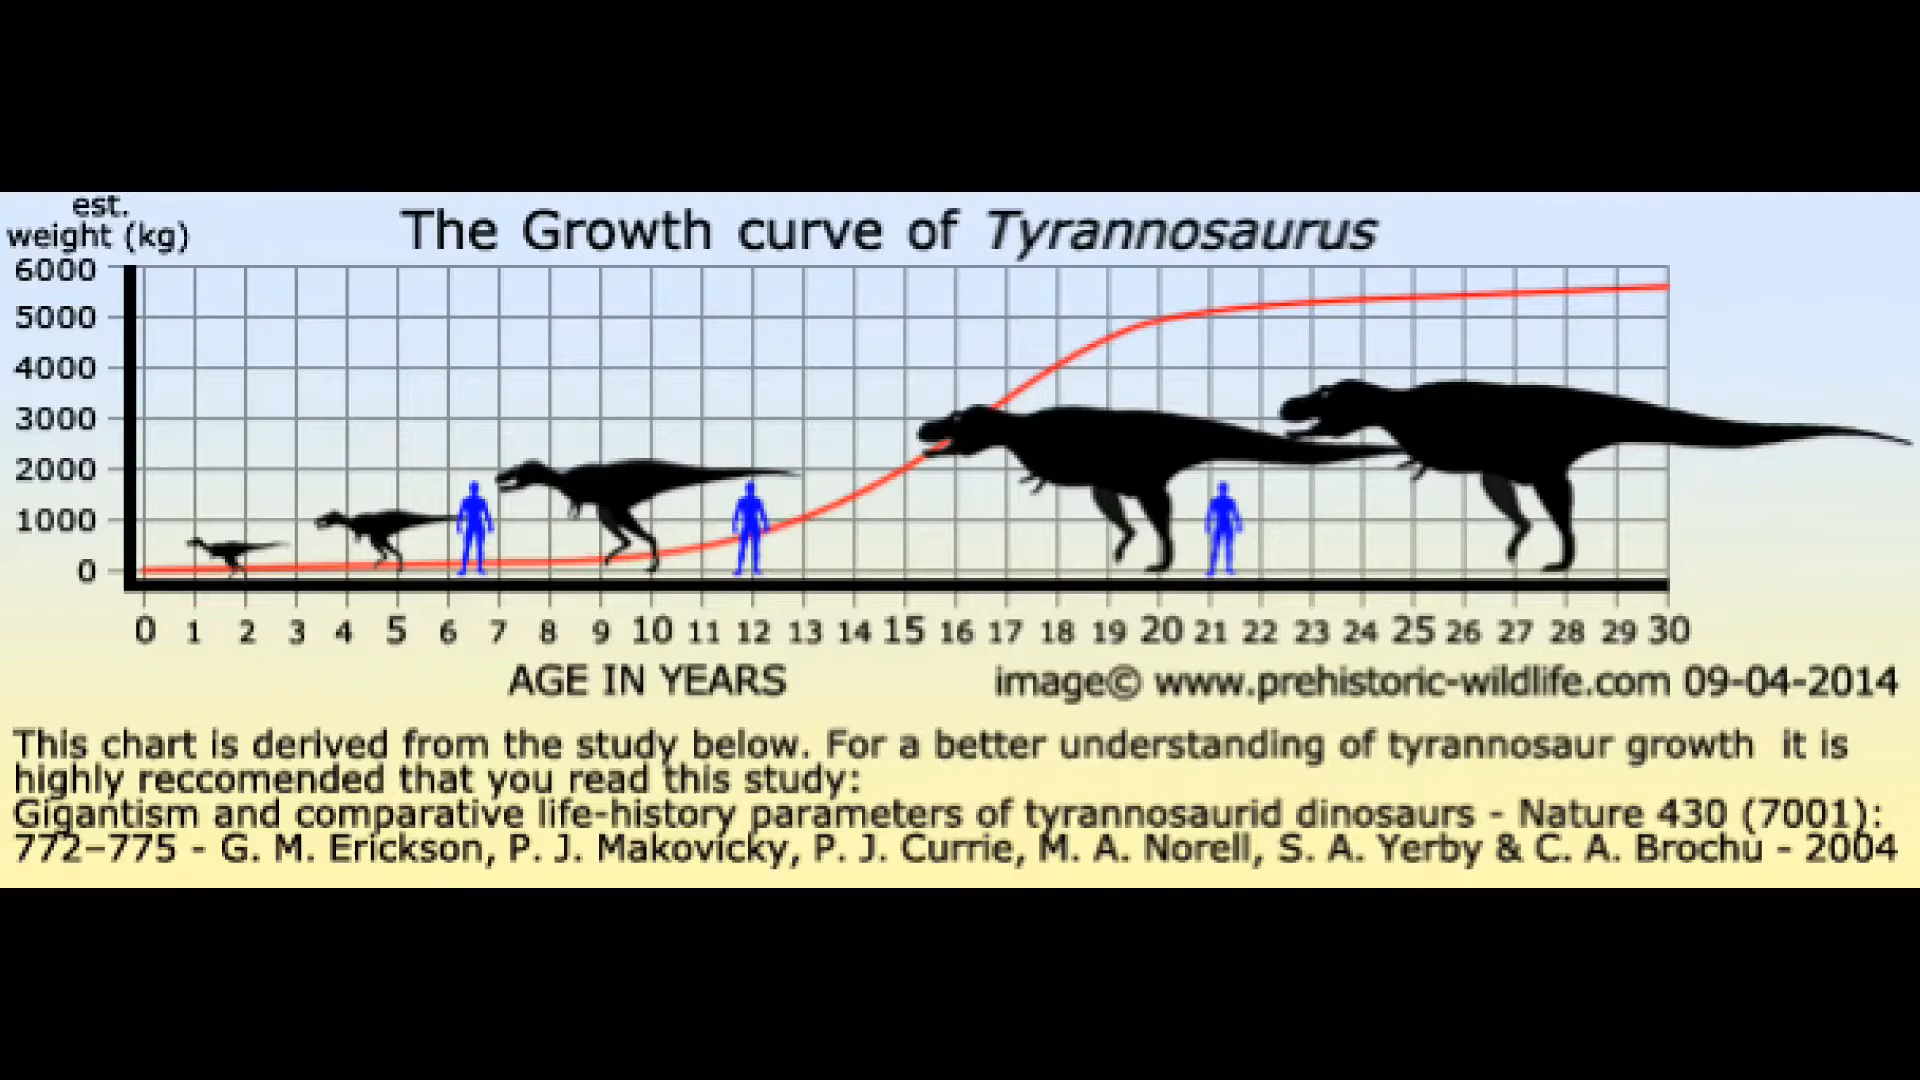 est.
weight (kg)
The Growth curve of Tyrannosaurus
6000
5000
4000
3000
2000
1000
0
0 1 2 3 4 5 6 7 8 9 10 11 12 13 14 15 16 17 18 19 20 21 22 23 24 25 26 27 28 29 30
AGE IN YEARS
image© www.prehistoric-wildlife.com 09-04-2014
This chart is derived from the study below. For a better understanding of tyrannosaur growth it is
highly reccomended that you read this study:
Gigantism and comparative life-history parameters of tyrannosaurid dinosaurs - Nature 430 (7001):
772–775 - G. M. Erickson, P. J. Makovicky, P. J. Currie, M. A. Norell, S. A. Yerby & C. A. Brochu - 2004